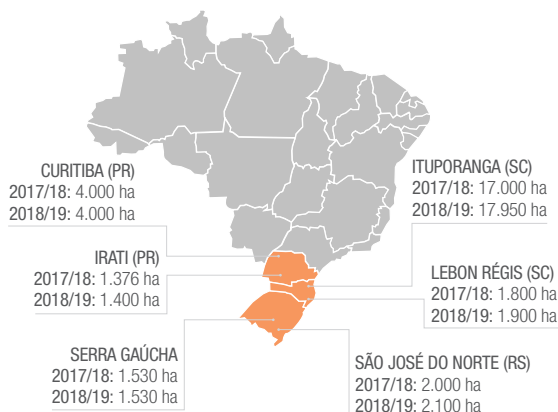 CURITIBA (PR)
2017/18: 4.000 ha
2018/19: 4.000 ha
ITUPORANGA (SC)
2017/18: 17.000 ha
2018/19: 17.950 ha
IRATI (PR)
2017/18: 1.376 ha
2018/19: 1.400 ha
LEBON RÉGIS (SC)
2017/18: 1.800 ha
2018/19: 1.900 ha
SERRA GAÚCHA
2017/18: 1.530 ha
2018/19: 1.530 ha
SÃO JOSÉ DO NORTE (RS)
2017/18: 2.000 ha
2018/19: 2.100 ha